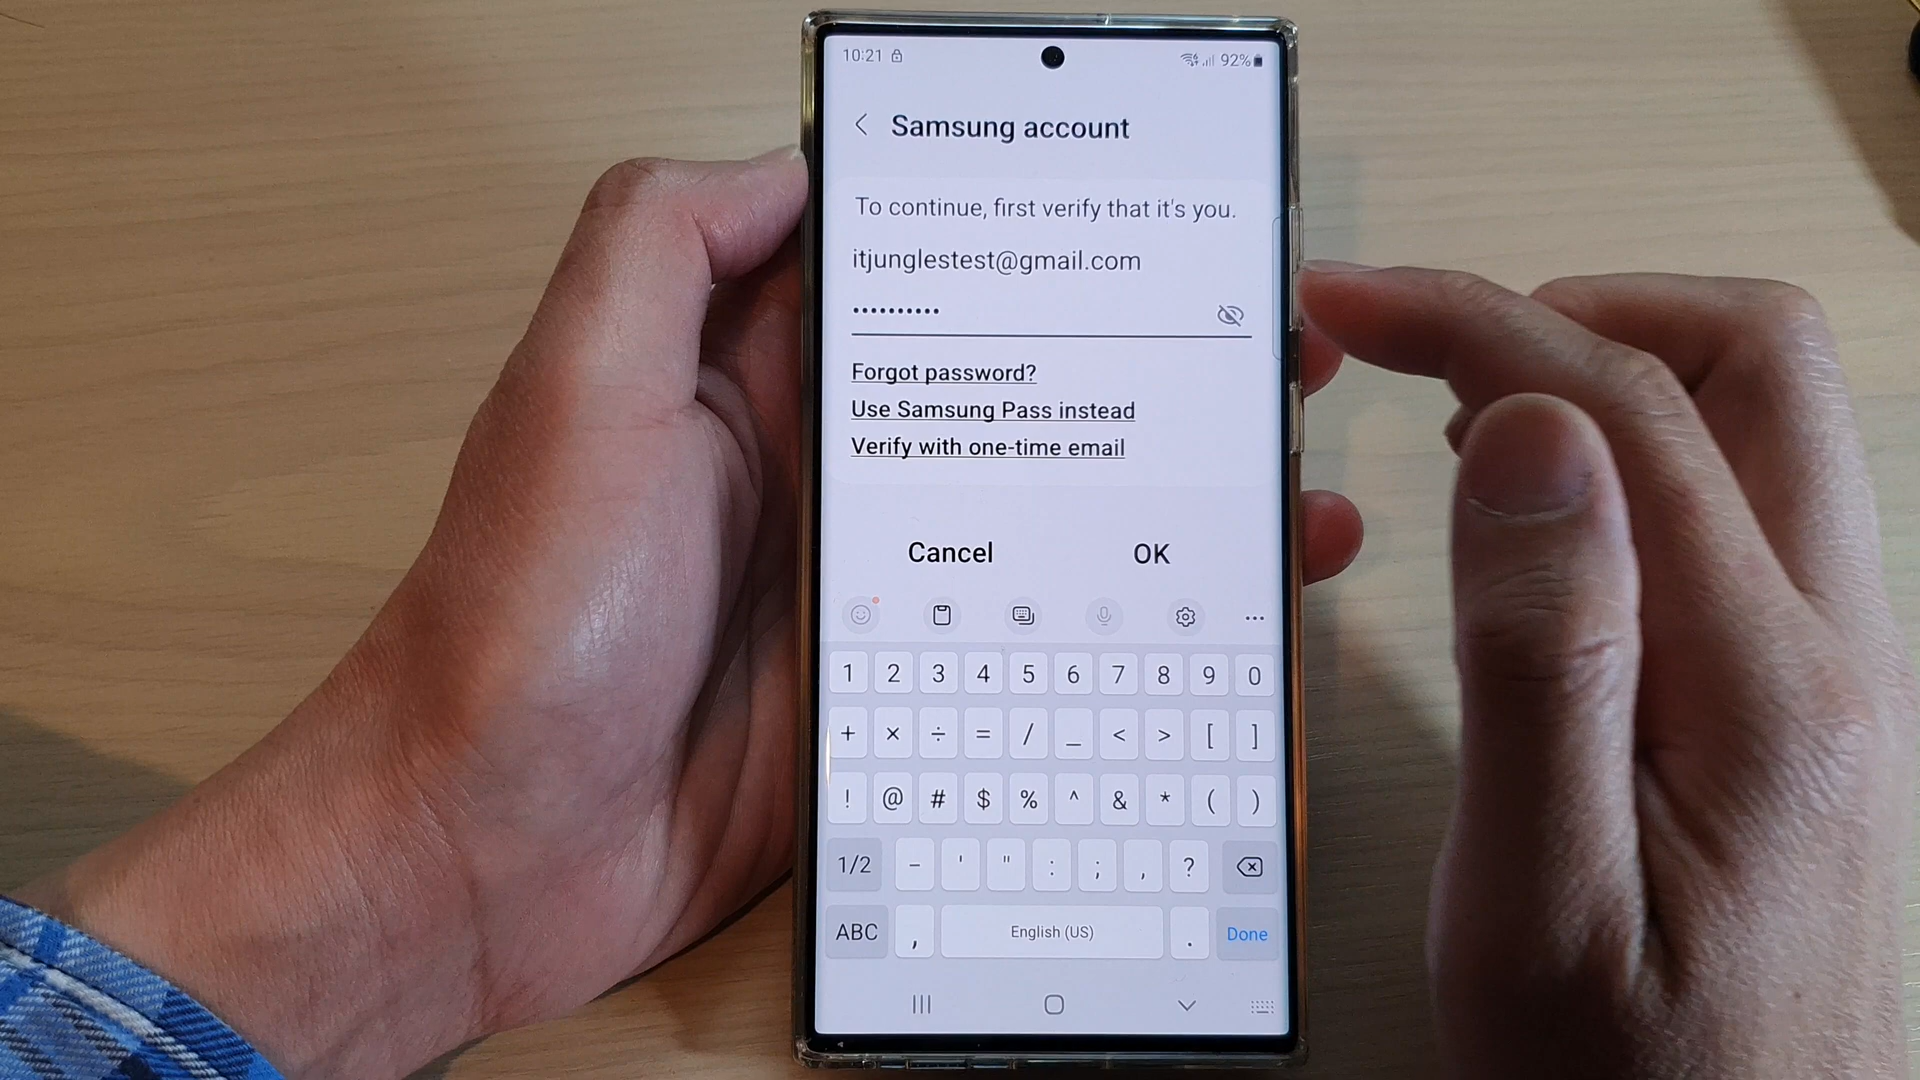 10:21 92%
Samsung account
To continue, first verify that it's you.
itjunglestest@gmail.com
••••••••••
Forgot password?
Use Samsung Pass instead
Verify with one-time email
Cancel OK
1 2 3 4 5 6 7 8 9 0
+ × ÷ = / _ < > [ ]
! @ # $ % ^ & * ( )
1/2 - ' " : ; , ?
ABC , English (US) . Done